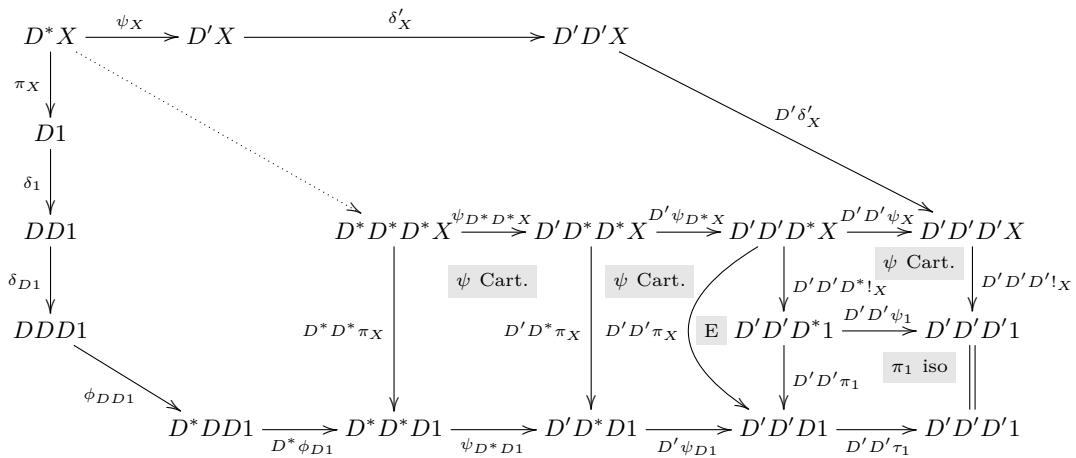 D*X ψ_X D′X δ′_X D′D′X
π_X
D′δ′_X
D1
δ_1
DD1 D*D*D*X ψ_{D*D*X} D′D*D*X D′ψ_{D*X} D′D′D*X D′D′ψ_X D′D′D′X
ψ Cart. ψ Cart. ψ Cart.
δ_{D1} D′D′D*!_X D′D′D′!_X
DDD1 D*D*π_X D′D*π_X D′D′π_X E D′D′D*1 D′D′ψ_1 D′D′D′1
π_1 iso
φ_{DD1} D′D′π_1
D*DD1 D*φ_{D1} D*D*D1 ψ_{D*D1} D′D*D1 D′ψ_{D1} D′D′D1 D′D′τ_1 D′D′D′1